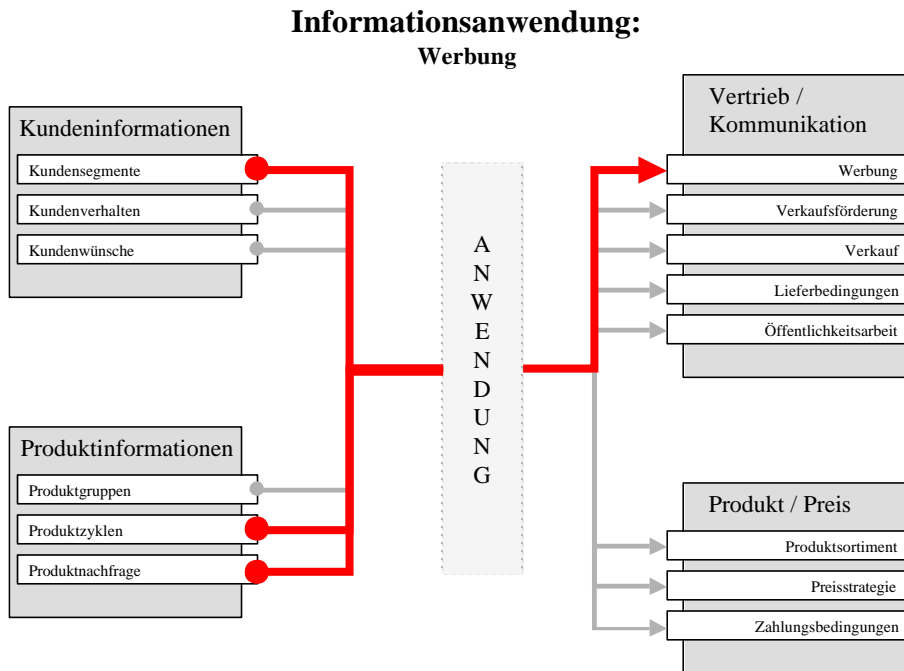 Informationsanwendung:
Werbung
Kundeninformationen
Kundensegmente
Kundenverhalten
Kundenwünsche
Produktinformationen
Produktgruppen
Produktzyklen
Produktnachfrage
A
N
W
E
N
D
U
N
G
Vertrieb /
Kommunikation
Werbung
Verkaufsförderung
Verkauf
Lieferbedingungen
Öffentlichkeitsarbeit
Produkt / Preis
Produktsortiment
Preisstrategie
Zahlungsbedingungen